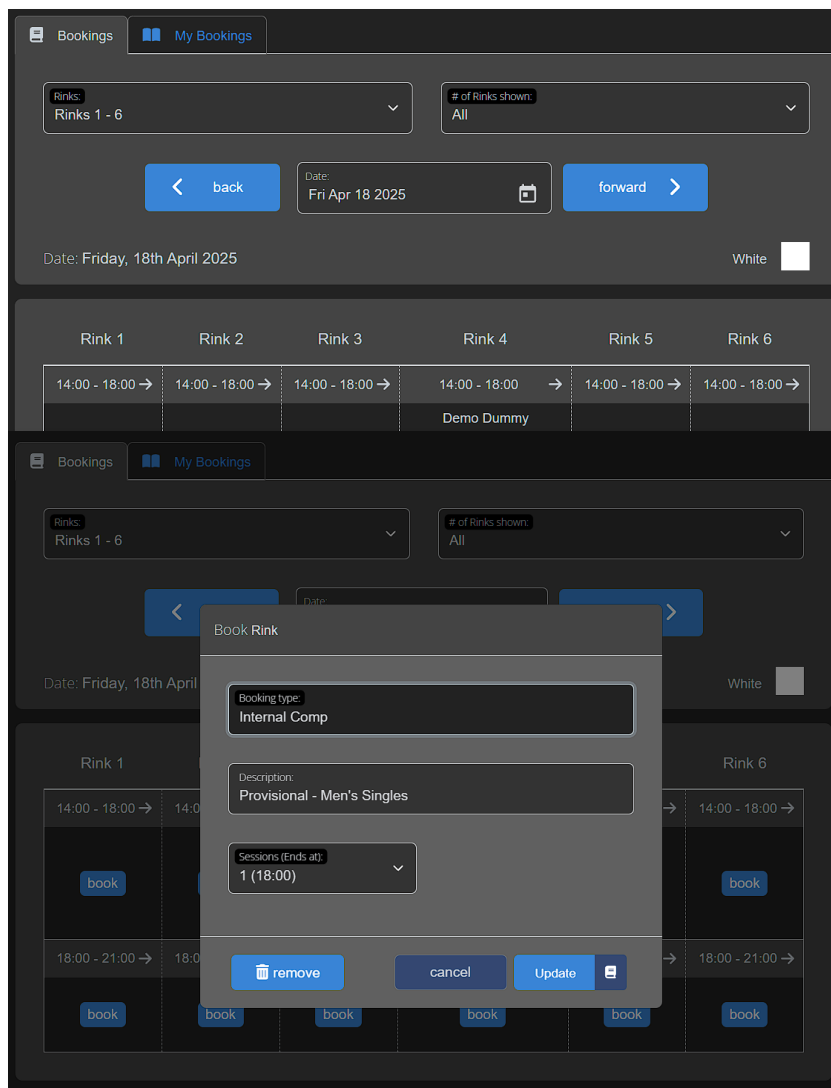 Bookings My Bookings
Rinks: # of Rinks shown:
Rinks 1 - 6 All
back Date: forward
Fri Apr 18 2025
Date: Friday, 18th April 2025 White
Rink 1 Rink 2 Rink 3 Rink 4 Rink 5 Rink 6
14:00 - 18:00 14:00 - 18:00 14:00 - 18:00 14:00 - 18:00 14:00 - 18:00 14:00 - 18:00
Demo Dummy
Bookings My Bookings
Rinks: # of Rinks shown:
Rinks 1 - 6 All
Date:
Book Rink
Date: Friday, 18th April White
Booking type:
Internal Comp
Rink 1 Rink 6
Description:
Provisional - Men's Singles
14:00 - 18:00 14:0 14:00 - 18:00
Sessions (Ends at):
1 (18:00)
book book
18:00 - 21:00 18:0 18:00 - 21:00
remove cancel Update
book book book book book book